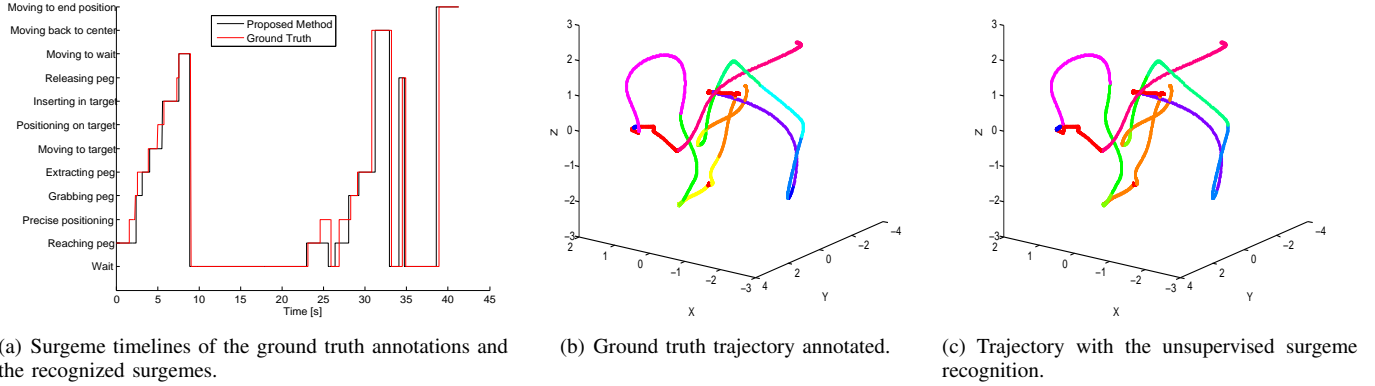 Moving to end position
Moving back to center
Moving to wait
Releasing peg
Inserting in target
Positioning on target
Moving to target
Extracting peg
Grabbing peg
Precise positioning
Reaching peg
Wait
Proposed Method
Ground Truth
0 5 10 15 20 25 30 35 40 45
Time [s]
3
2
1
0
−1
−2
−3
Z
2 1 0 −1 −2 −3
X
4 2 0 −2 −4
Y
3
2
1
0
−1
−2
−3
Z
2 1 0 −1 −2 −3
X
4 2 0 −2 −4
Y
(a) Surgeme timelines of the ground truth annotations and
the recognized surgemes.
(b) Ground truth trajectory annotated.
(c) Trajectory with the unsupervised surgeme
recognition.